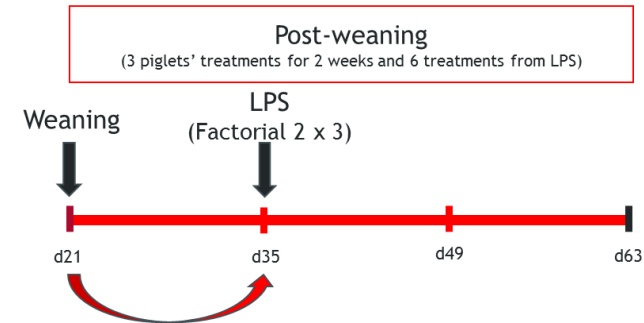 Post-weaning
(3 piglets’ treatments for 2 weeks and 6 treatments from LPS)
LPS
Weaning
(Factorial 2 x 3)
d21
d35
d49
d63